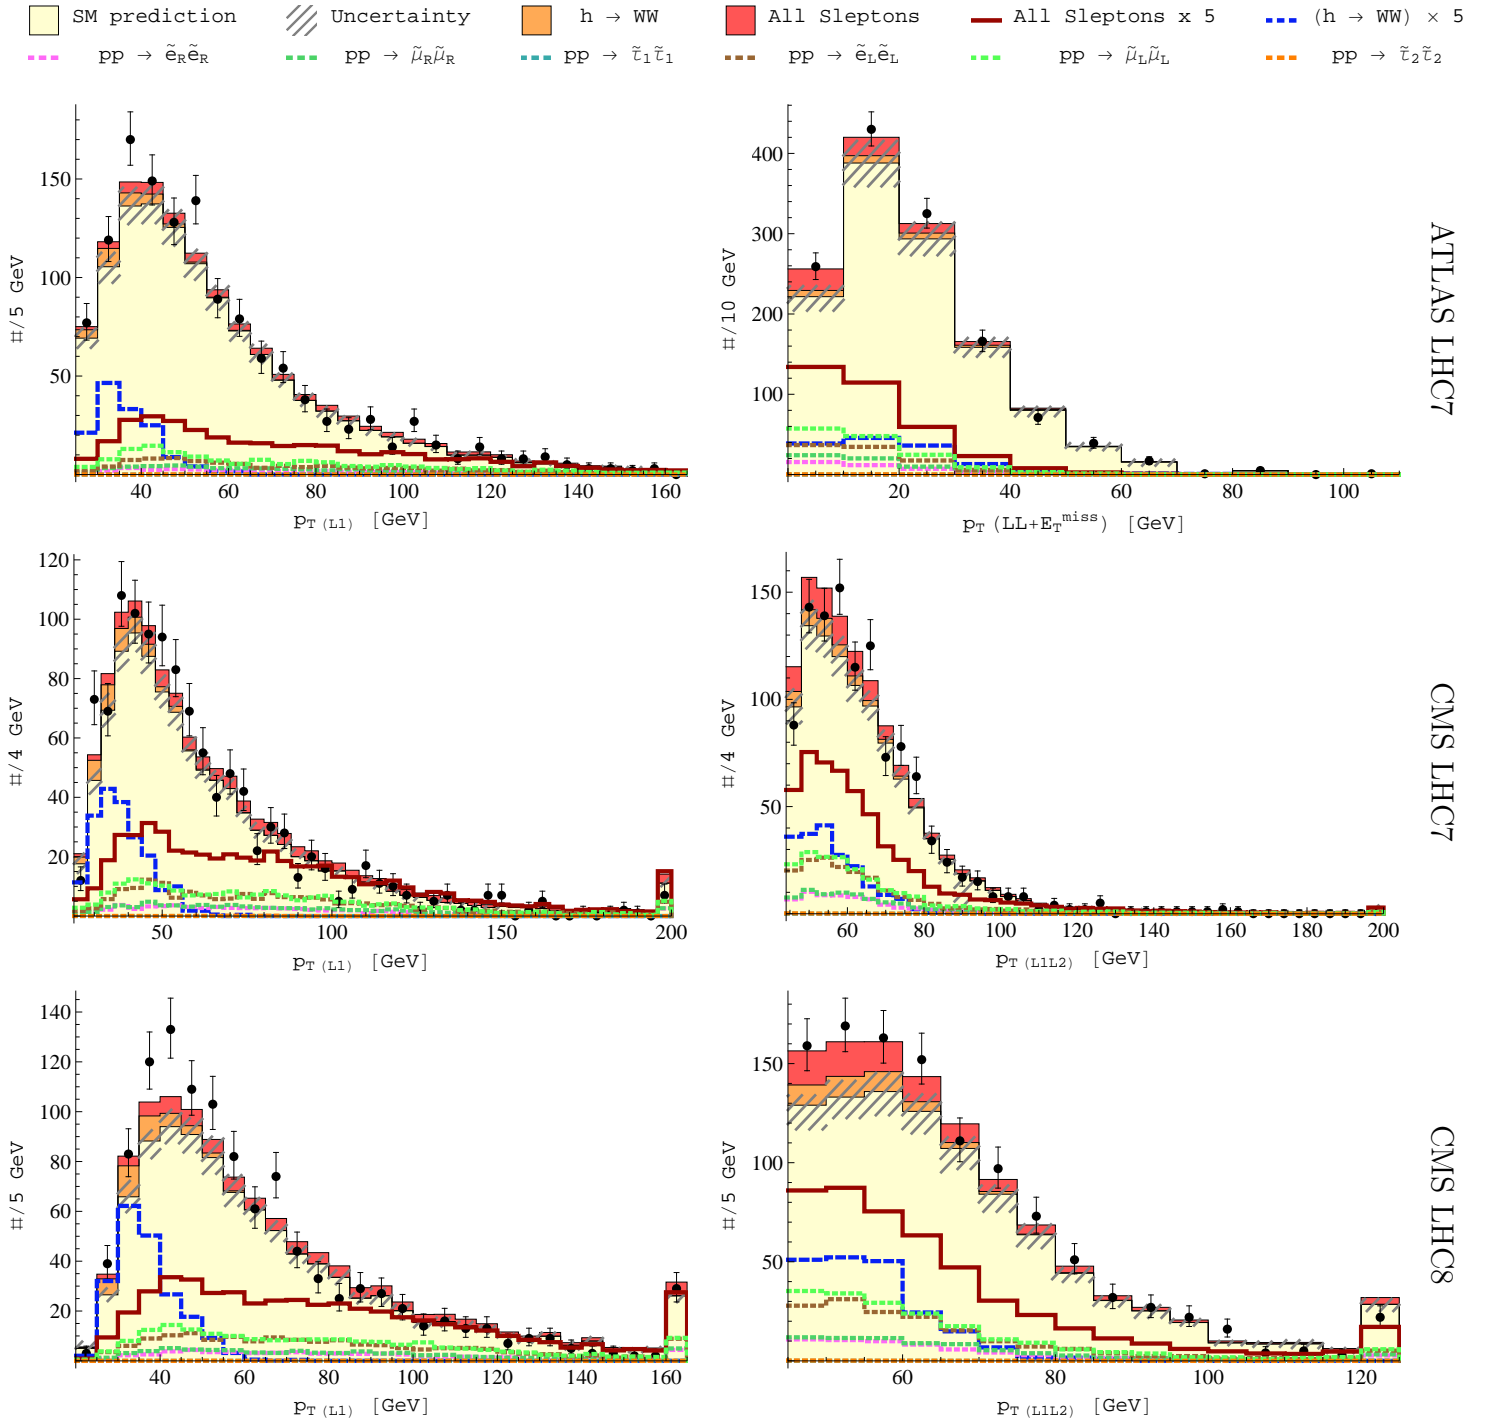 SM prediction Uncertainty h → WW All Sleptons All Sleptons x 5 (h → WW) × 5
pp → ẽRẽR pp → μ̃Rμ̃R pp → τ̃1τ̃1 pp → ẽLẽL pp → μ̃Lμ̃L pp → τ̃2τ̃2
#/5 GeV
150
100
50
40 60 80 100 120 140 160
pT (L1) [GeV]
#/10 GeV
400
300
200
100
20 40 60 80 100
pT (LL+ETmiss) [GeV]
ATLAS LHC7
#/4 GeV
120
100
80
60
40
20
50 100 150 200
pT (L1) [GeV]
#/4 GeV
150
100
50
60 80 100 120 140 160 180 200
pT (L1L2) [GeV]
CMS LHC7
#/5 GeV
140
120
100
80
60
40
20
40 60 80 100 120 140 160
pT (L1) [GeV]
#/5 GeV
150
100
50
60 80 100 120
pT (L1L2) [GeV]
CMS LHC8